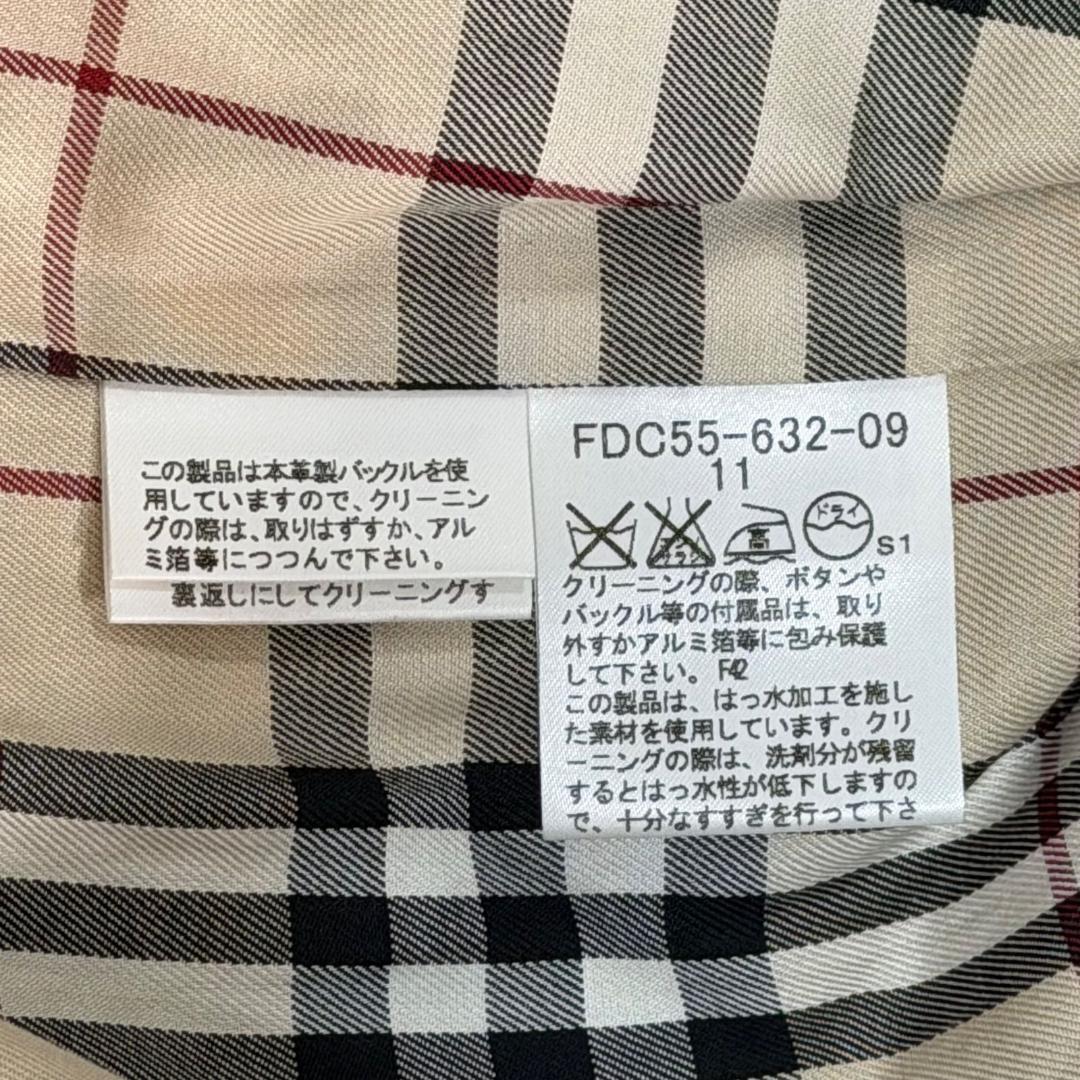 この製品は本革製バックルを使
用していますので、クリーニン
グの際は、取りはずすか、アル
ミ箔等につつんで下さい。
裏返しにしてクリーニングす
FDC55-632-09
11
高
ドライ
S1
クリーニングの際、ボタンや
バックル等の付属品は、取り
外すかアルミ箔等に包み保護
して下さい。 F42
この製品は、はっ水加工を施し
た素材を使用しています。クリ
ーニングの際は、洗剤分が残留
するとはっ水性が低下しますの
で、十分なすすぎを行って下さ